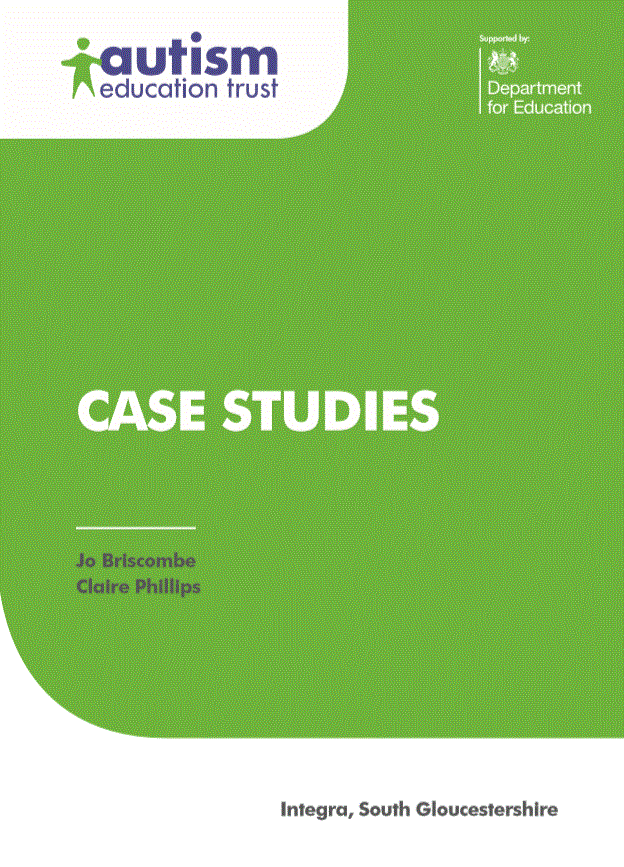 autism
education trust
Supported by:
Department
for Education
CASE STUDIES
Jo Briscombe
Claire Phillips
Integra, South Gloucestershire